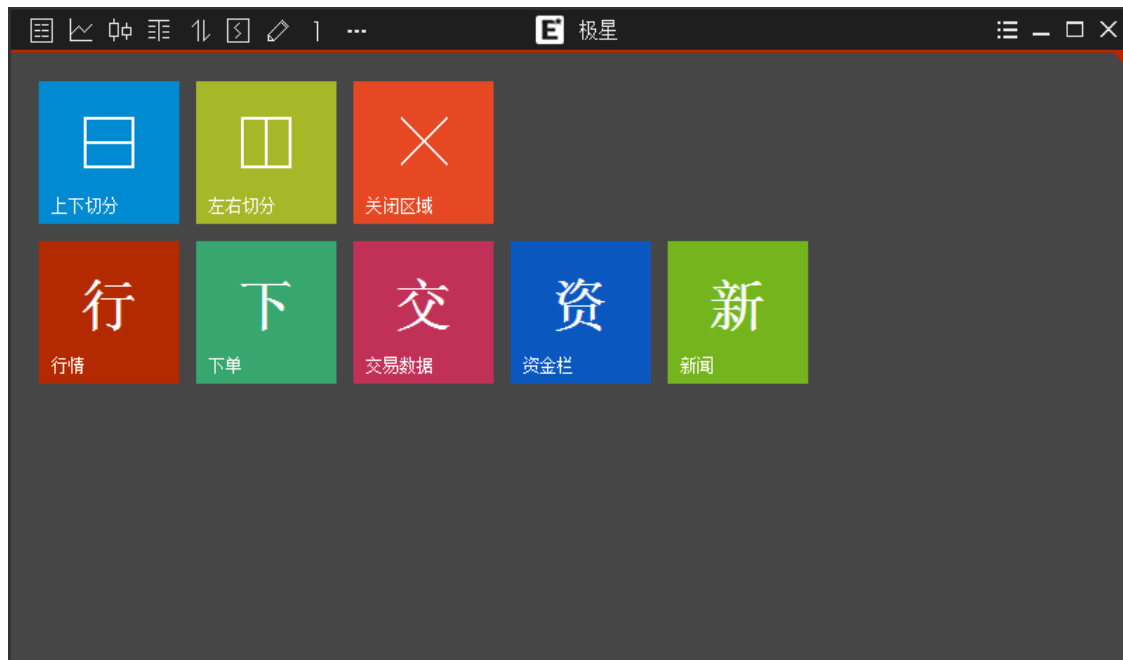 E 极星
上下切分
左右切分
关闭区域
行
下
交
资
新
行情
下单
交易数据
资金栏
新闻